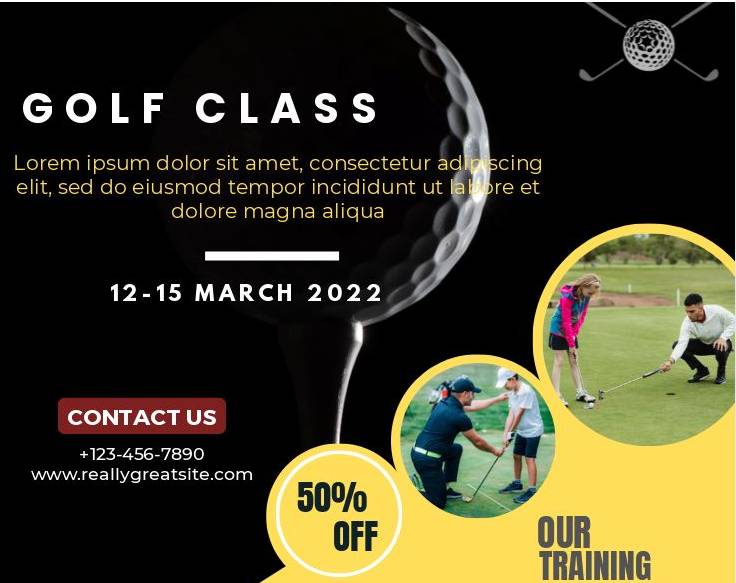 GOLF CLASS
Lorem ipsum dolor sit amet, consectetur adipiscing
elit, sed do eiusmod tempor incididunt ut labore et
dolore magna aliqua
12-15 MARCH 2022
CONTACT US
+123-456-7890
www.reallygreatsite.com
50%
OFF
OUR
TRAINING